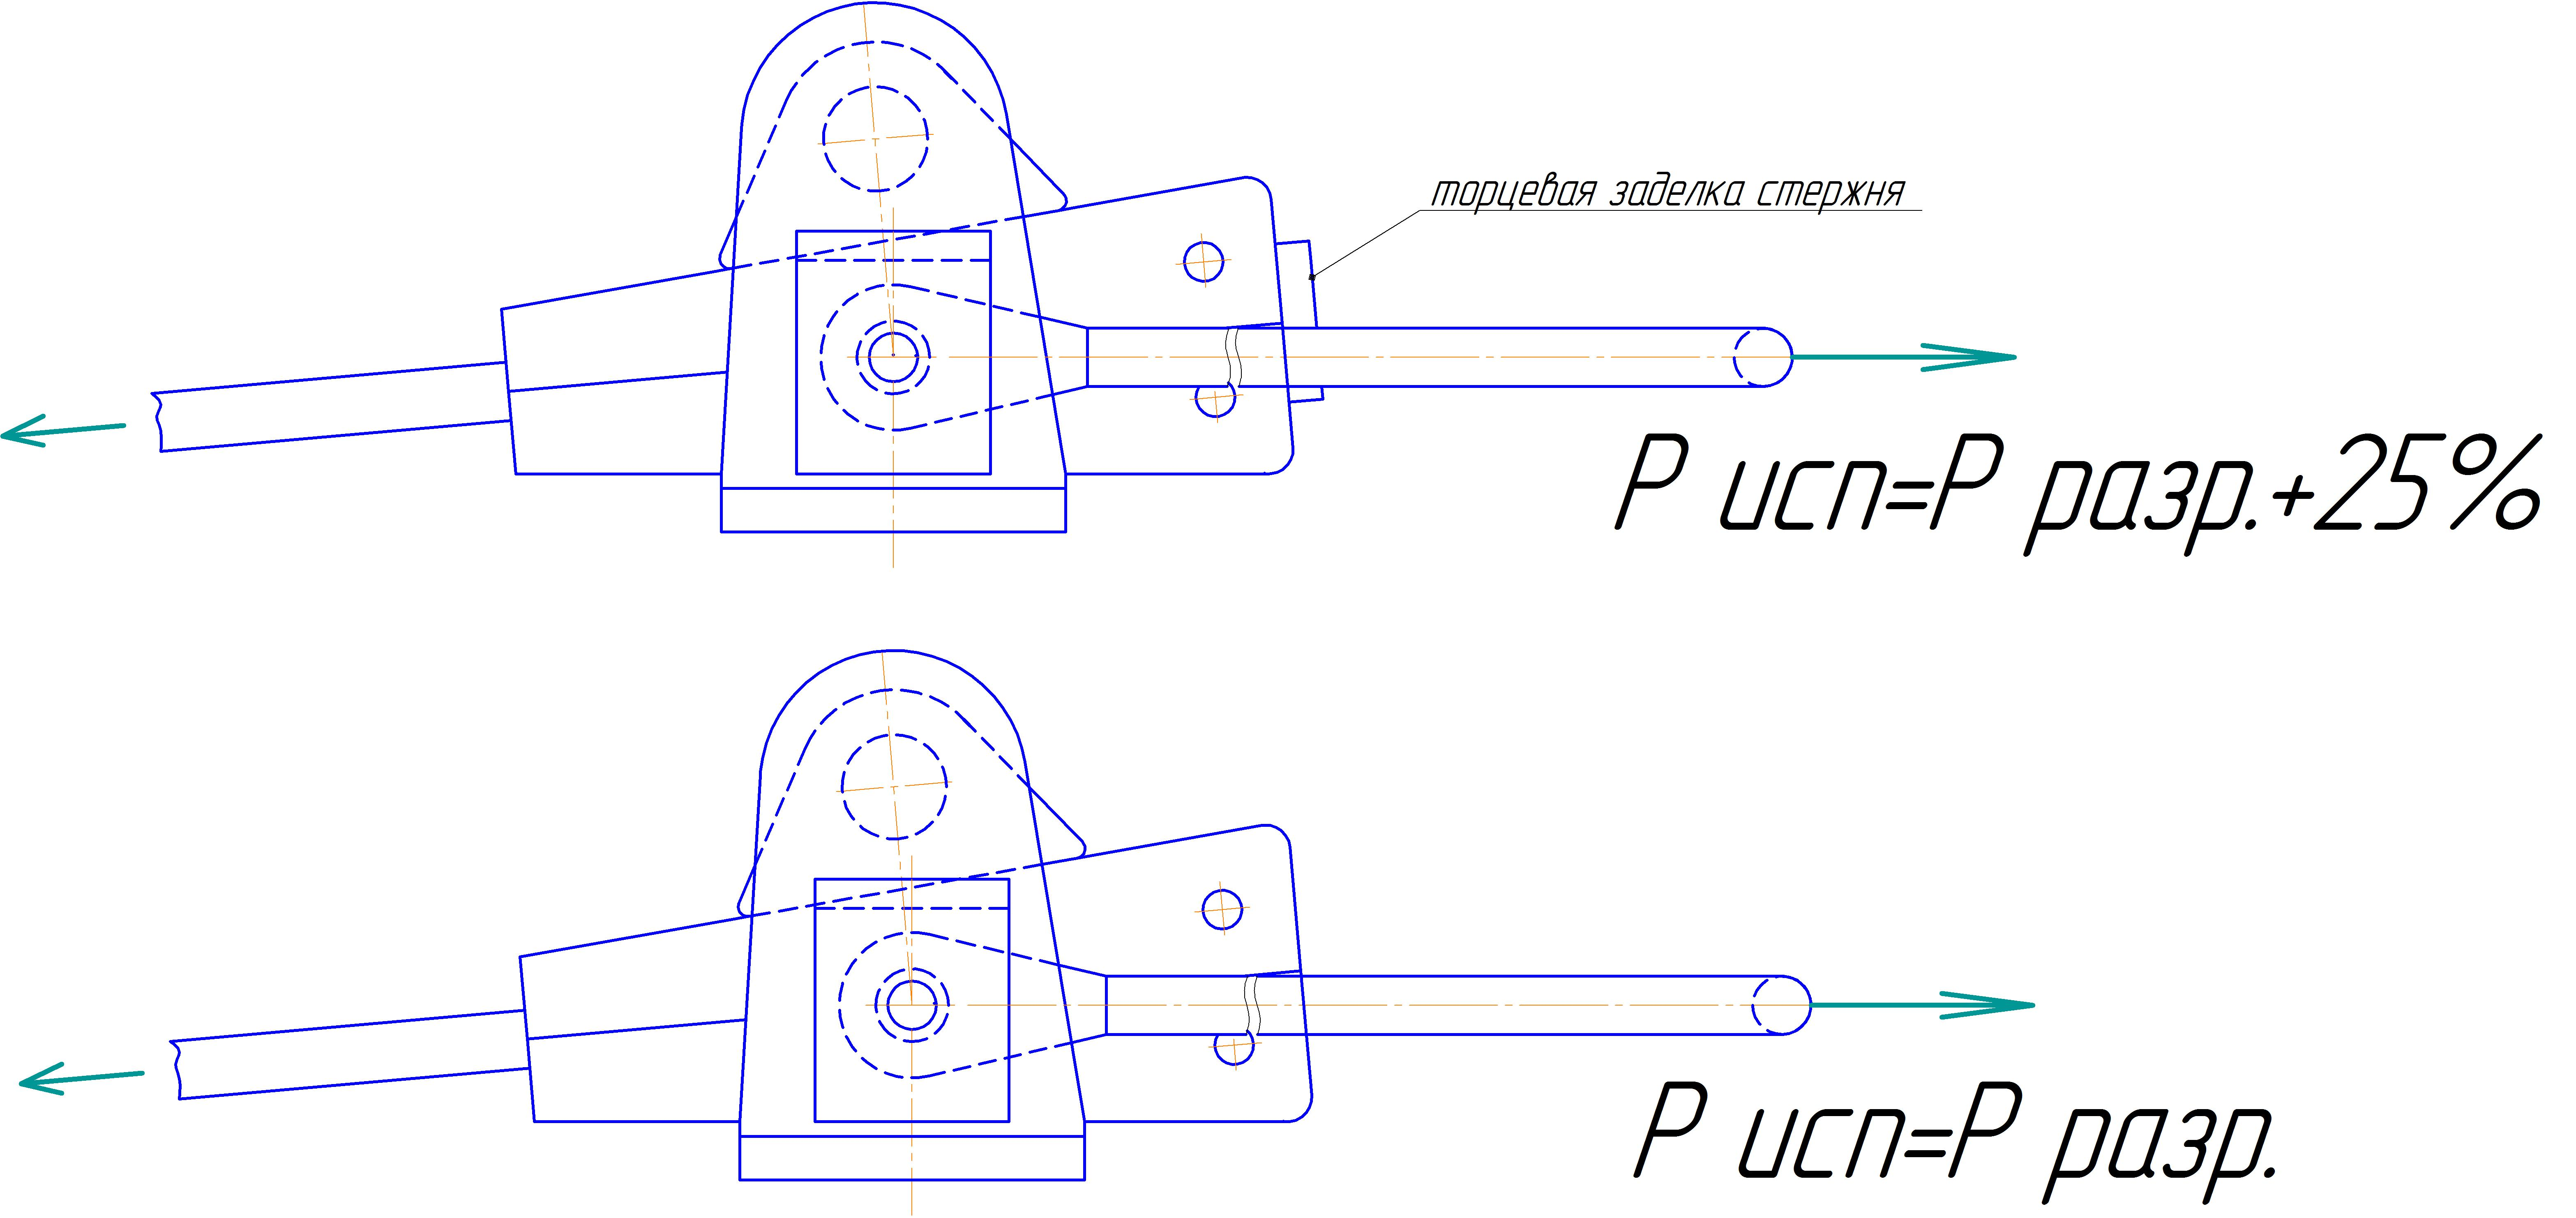 торцевая заделка стержня
Р исп=Р разр.+25%
Р исп=Р разр.